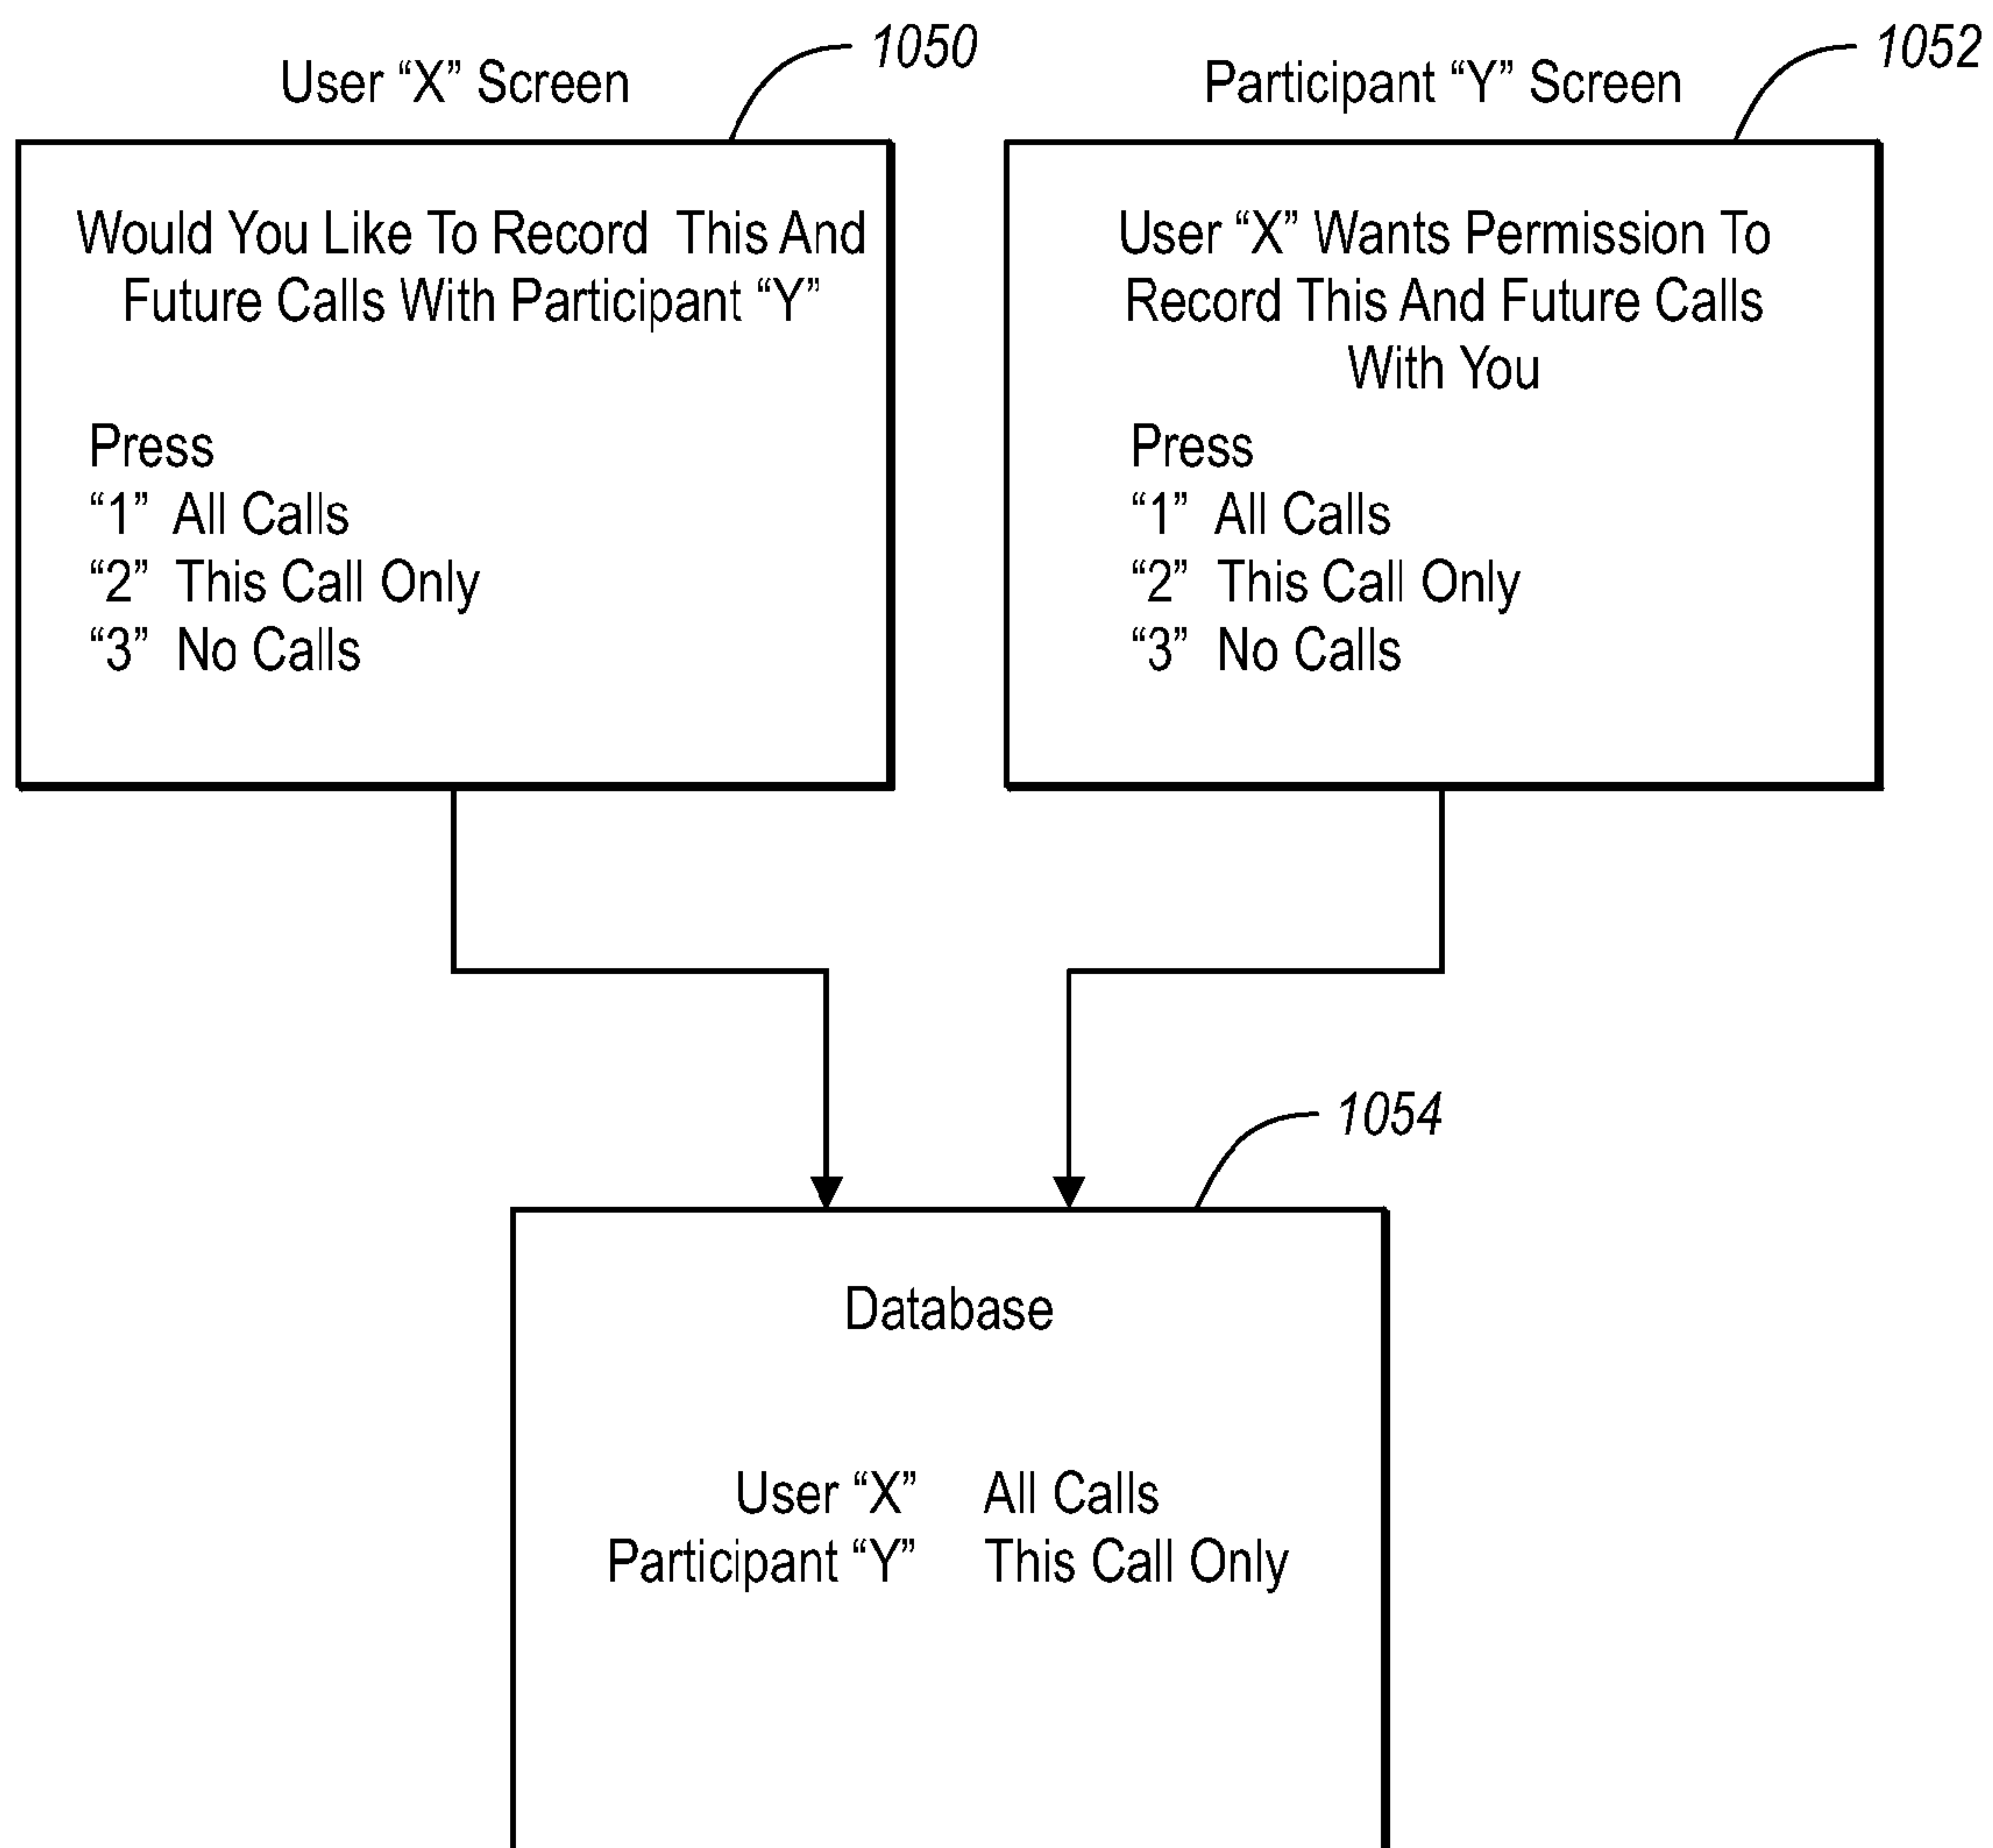 User “X” Screen
1050
Would You Like To Record This And
Future Calls With Participant “Y”
Press
“1” All Calls
“2” This Call Only
“3” No Calls
Participant “Y” Screen
1052
User “X” Wants Permission To
Record This And Future Calls
With You
Press
“1” All Calls
“2” This Call Only
“3” No Calls
1054
Database
User “X” All Calls
Participant “Y” This Call Only